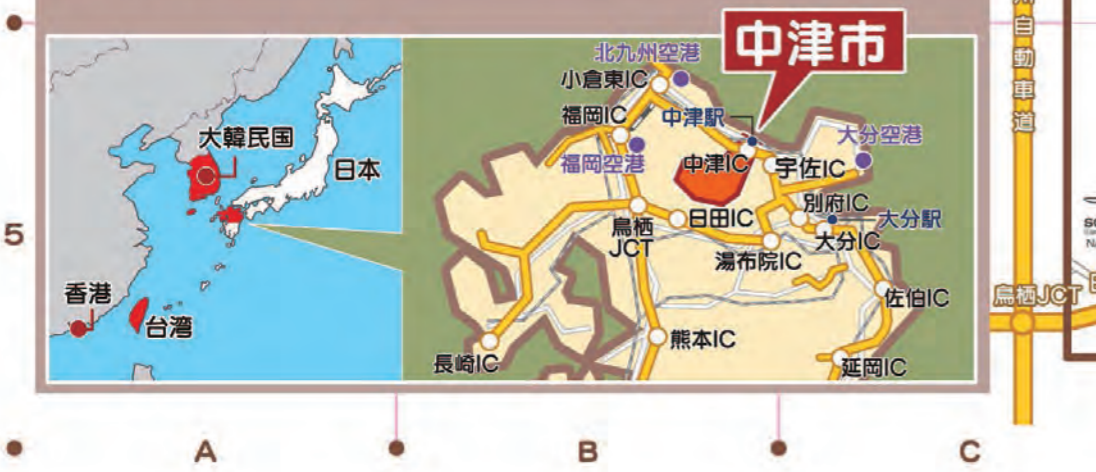 中津市
北九州空港
小倉東IC
福岡IC
中津駅
大分空港
福岡空港
中津IC
宇佐IC
大韓民国
日本
別府IC
鳥栖
JCT
日田IC
大分駅
大分IC
湯布院IC
香港
台湾
佐伯IC
熊本IC
長崎IC
延岡IC
自動車道
鳥栖JCT
5
A
B
C